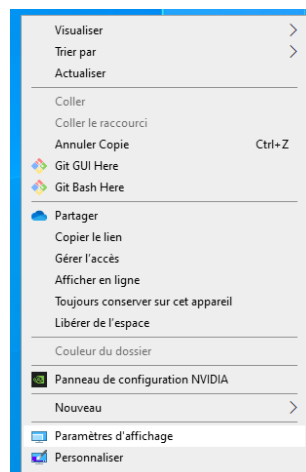 Visualiser
Trier par
Actualiser
Coller
Coller le raccourci
Annuler Copie Ctrl+Z
Git GUI Here
Git Bash Here
Partager
Copier le lien
Gérer l'accès
Afficher en ligne
Toujours conserver sur cet appareil
Libérer de l'espace
Couleur du dossier
Panneau de configuration NVIDIA
Nouveau
Paramètres d'affichage
Personnaliser